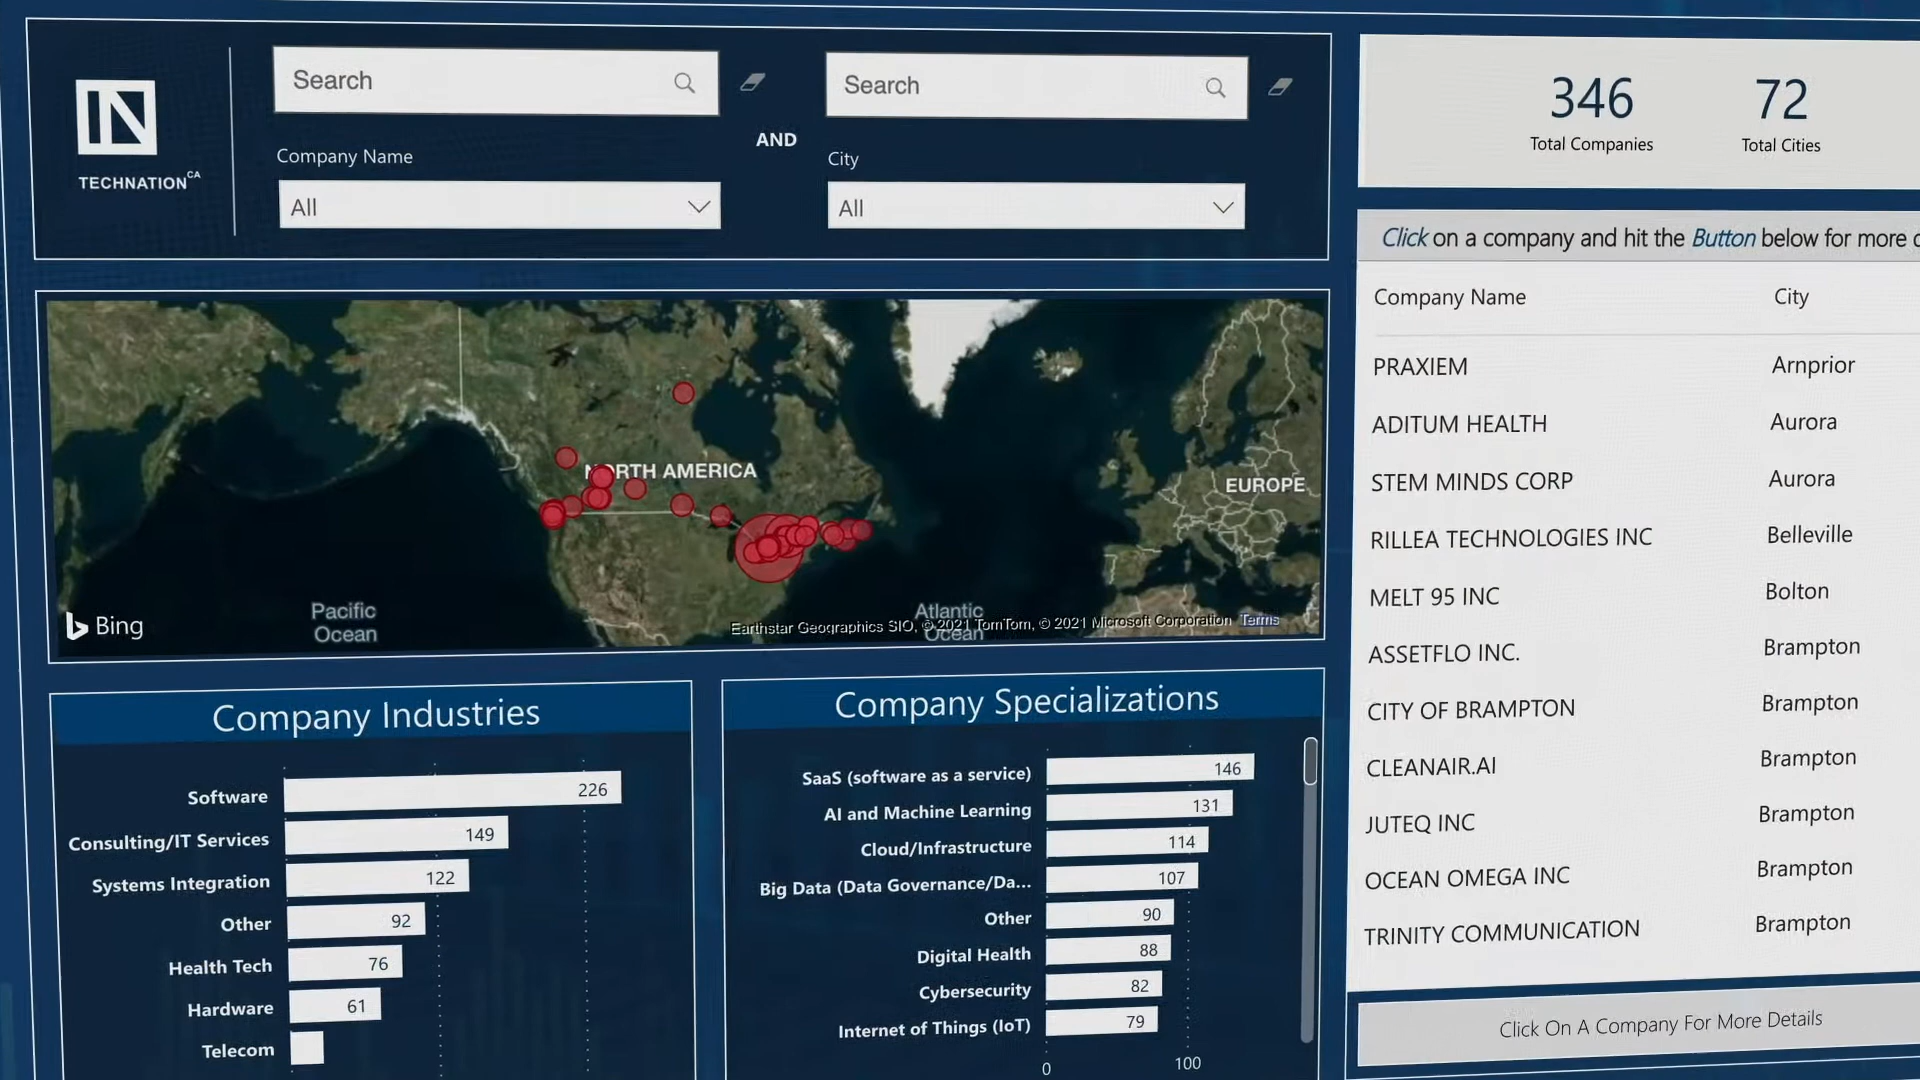 TECHNATION CA
Search
Company Name
All
AND
Search
City
All
346
Total Companies
72
Total Cities
Click on a company and hit the Button below for more
Company Name City
PRAXIEM Arnprior
ADITUM HEALTH Aurora
STEM MINDS CORP Aurora
RILLEA TECHNOLOGIES INC Belleville
MELT 95 INC Bolton
ASSETFLO INC. Brampton
CITY OF BRAMPTON Brampton
CLEANAIR.AI Brampton
JUTEQ INC Brampton
OCEAN OMEGA INC Brampton
TRINITY COMMUNICATION Brampton
Click On A Company For More Details
NORTH AMERICA
EUROPE
Pacific
Ocean
Atlantic
Ocean
Bing
Earthstar Geographics SIO, © 2021 TomTom, © 2021 Microsoft Corporation Terms
Company Industries
Software 226
Consulting/IT Services 149
Systems Integration 122
Other 92
Health Tech 76
Hardware 61
Telecom
Company Specializations
SaaS (software as a service) 146
AI and Machine Learning 131
Cloud/Infrastructure 114
Big Data (Data Governance/Da... 107
Other 90
Digital Health 88
Cybersecurity 82
Internet of Things (IoT) 79
0 100